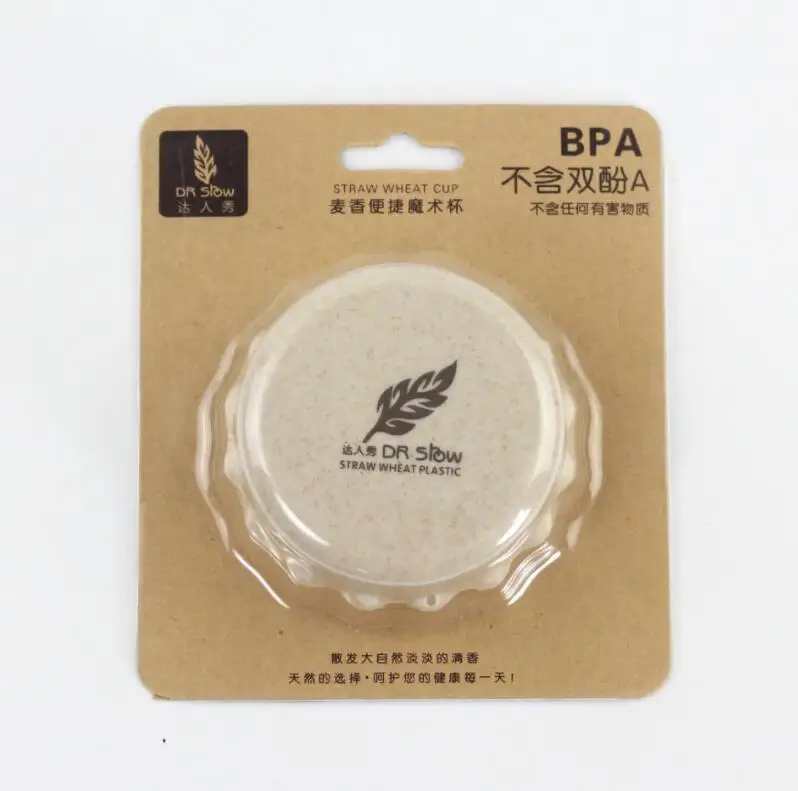 DR Show
达人秀
STRAW WHEAT CUP
麦香便捷魔术杯
BPA
不含双酚A
不含任何有害物质
达人秀 DR Show
STRAW WHEAT PLASTIC
散发大自然淡淡的清香
天然的选择·呵护您的健康每一天!